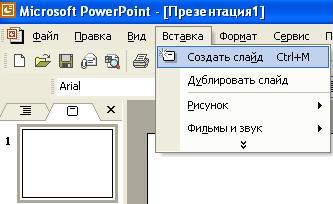 Microsoft PowerPoint - [Презентация1]
Файл Правка Вид Вставка Формат Сервис
Создать слайд Ctrl+M
Дублировать слайд
Arial
Рисунок
Фильмы и звук
1